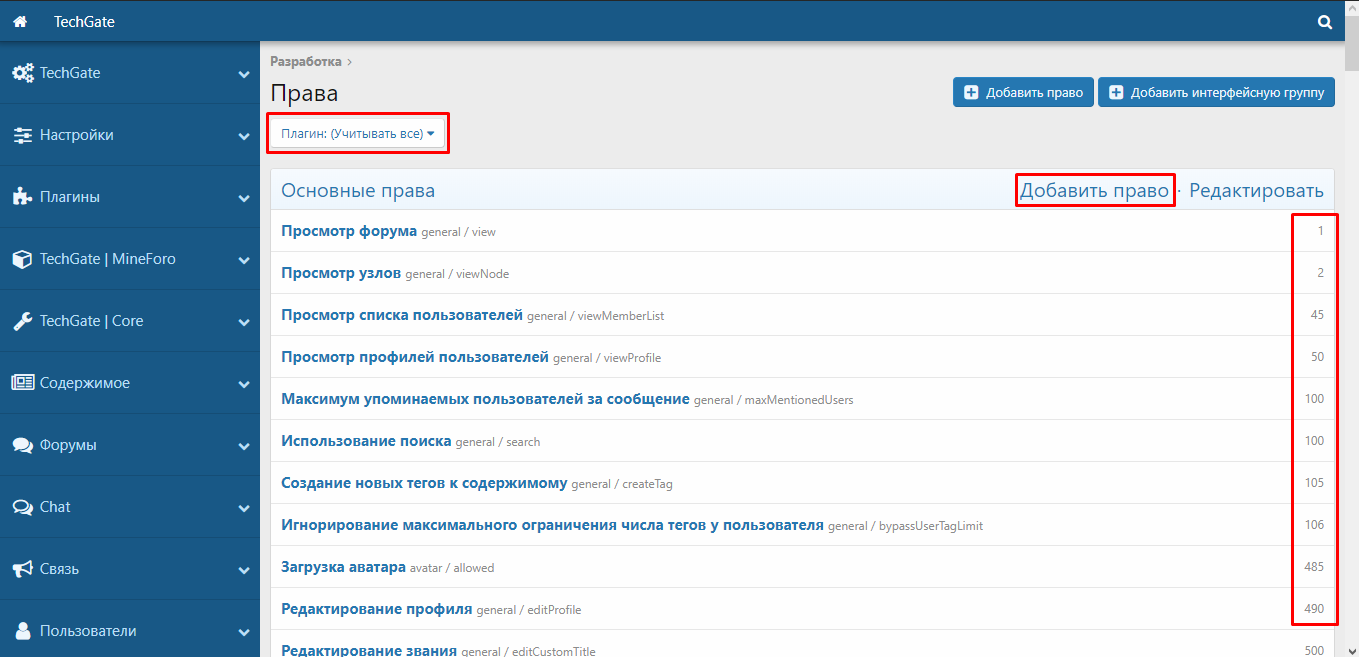 TechGate
TechGate
Настройки
Плагины
TechGate | MineForo
TechGate | Core
Содержимое
Форумы
Chat
Связь
Пользователи
Разработка
Права
Добавить право
Добавить интерфейсную группу
Плагин: (Учитывать все)
Основные права Добавить право · Редактировать
Просмотр форума general / view 1
Просмотр узлов general / viewNode 2
Просмотр списка пользователей general / viewMemberList 45
Просмотр профилей пользователей general / viewProfile 50
Максимум упоминаемых пользователей за сообщение general / maxMentionedUsers 100
Использование поиска general / search 100
Создание новых тегов к содержимому general / createTag 105
Игнорирование максимального ограничения числа тегов у пользователя general / bypassUserTagLimit 106
Загрузка аватара avatar / allowed 485
Редактирование профиля general / editProfile 490
Редактирование звания general / editCustomTitle 500